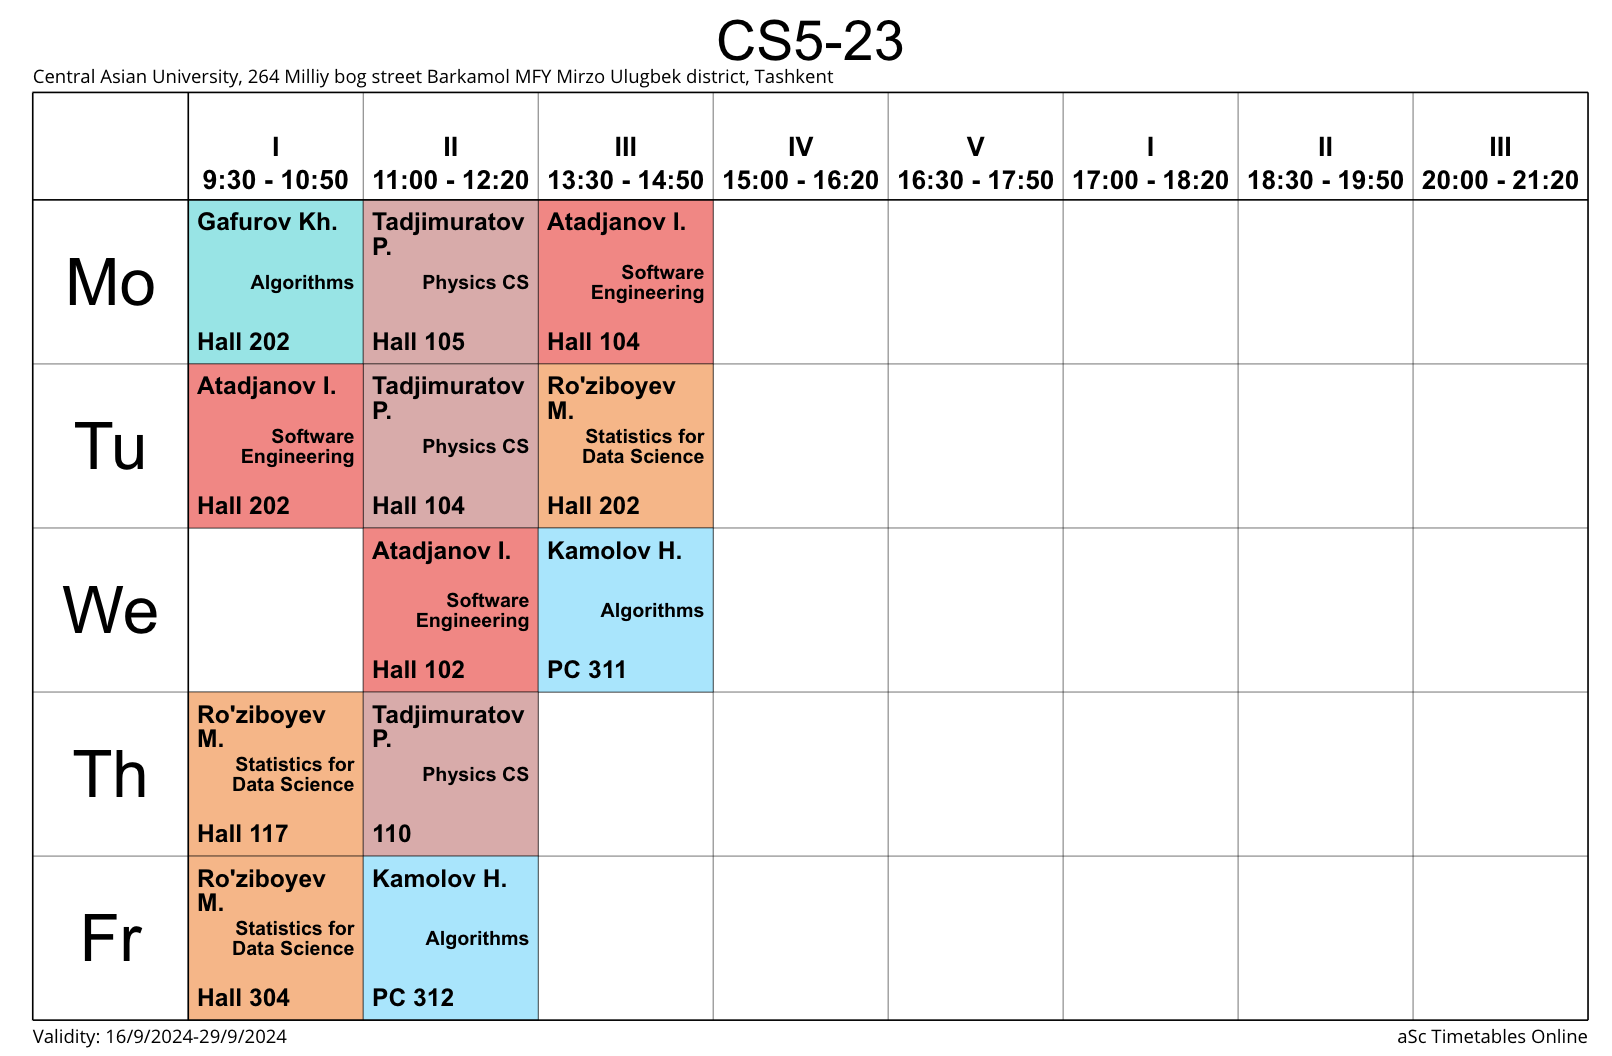 CS5-23
Central Asian University, 264 Milliy bog street Barkamol MFY Mirzo Ulugbek district, Tashkent
I II III IV V I II III
9:30 - 10:50 11:00 - 12:20 13:30 - 14:50 15:00 - 16:20 16:30 - 17:50 17:00 - 18:20 18:30 - 19:50 20:00 - 21:20
Mo
Gafurov Kh.
Algorithms
Hall 202
Tadjimuratov
P.
Physics CS
Hall 105
Atadjanov I.
Software
Engineering
Hall 104
Tu
Atadjanov I.
Software
Engineering
Hall 202
Tadjimuratov
P.
Physics CS
Hall 104
Ro'ziboyev
M.
Statistics for
Data Science
Hall 202
We
Atadjanov I.
Software
Engineering
Hall 102
Kamolov H.
Algorithms
PC 311
Th
Ro'ziboyev
M.
Statistics for
Data Science
Hall 117
Tadjimuratov
P.
Physics CS
110
Fr
Ro'ziboyev
M.
Statistics for
Data Science
Hall 304
Kamolov H.
Algorithms
PC 312
Validity: 16/9/2024-29/9/2024
aSc Timetables Online